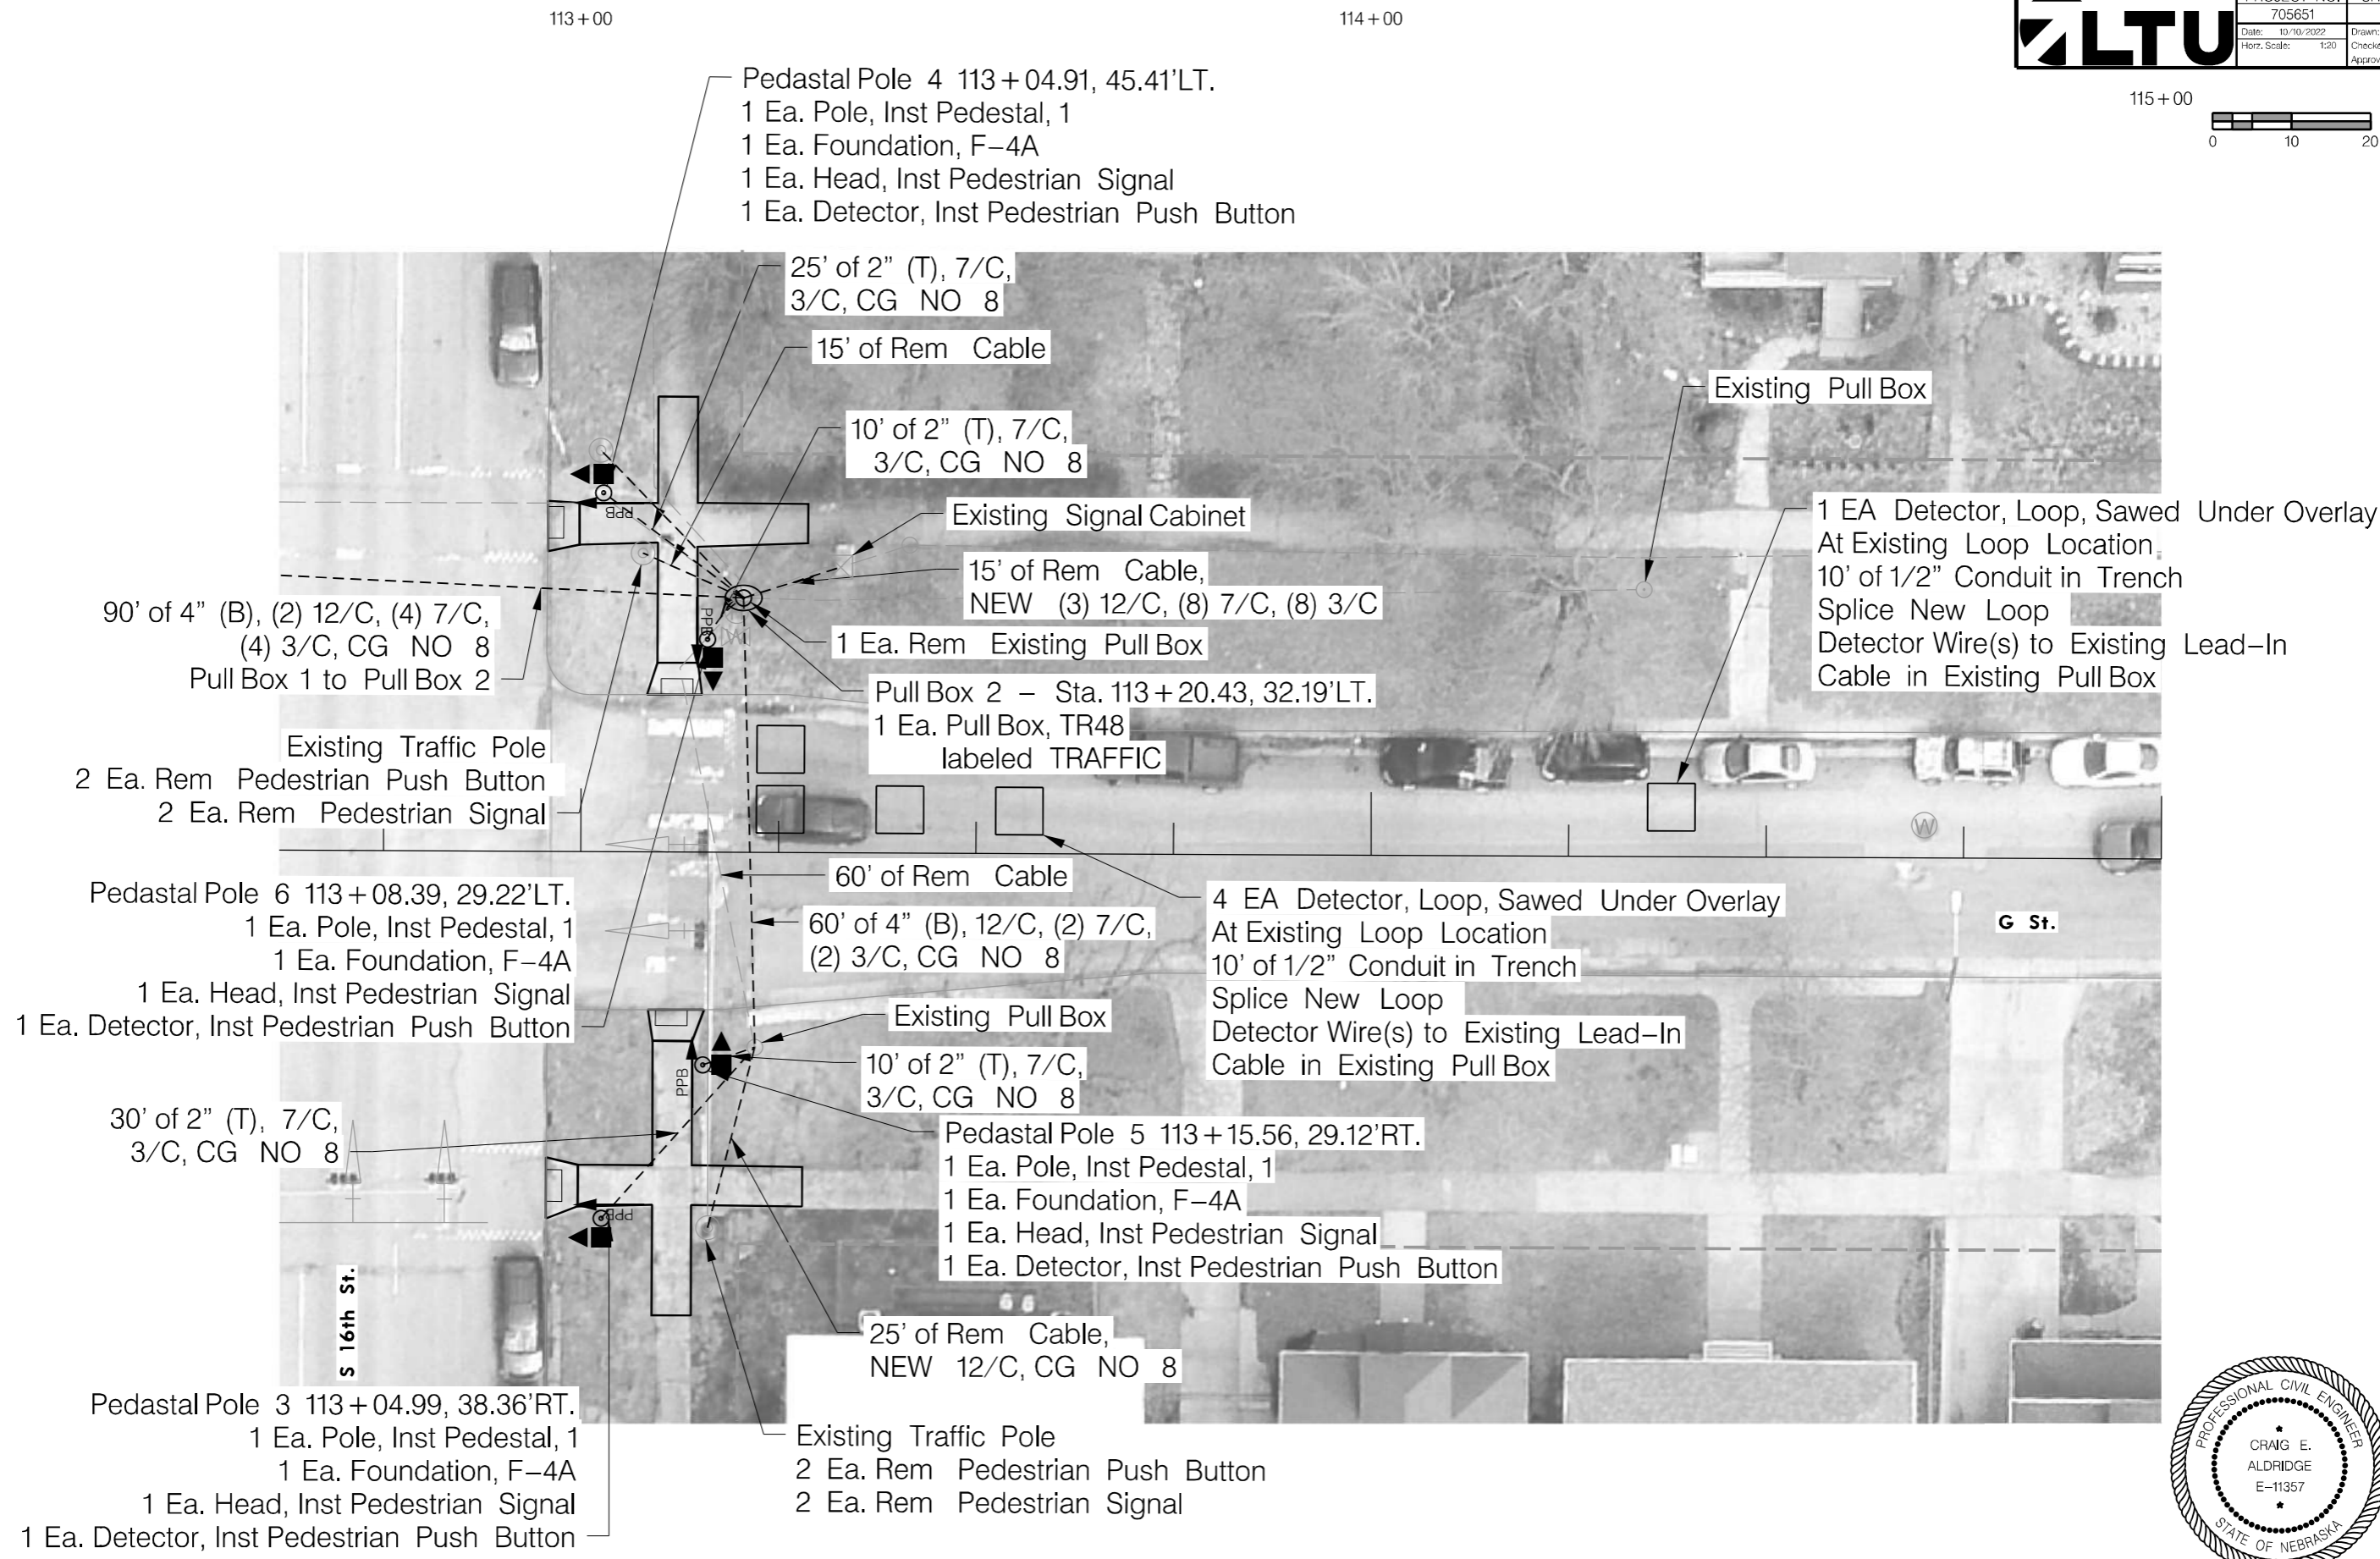 113+00
114+00
115+00
LTU
705651
Date: 10/10/2022
Horz. Scale: 1:20
Drawn:
0 10 20
Pedastal Pole 4 113+04.91, 45.41'LT.
1 Ea. Pole, Inst Pedestal, 1
1 Ea. Foundation, F-4A
1 Ea. Head, Inst Pedestrian Signal
1 Ea. Detector, Inst Pedestrian Push Button
25' of 2" (T), 7/C,
3/C, CG NO 8
15' of Rem Cable
10' of 2" (T), 7/C,
3/C, CG NO 8
Existing Pull Box
Existing Signal Cabinet
15' of Rem Cable,
NEW (3) 12/C, (8) 7/C, (8) 3/C
1 Ea. Rem Existing Pull Box
1 EA Detector, Loop, Sawed Under Overlay
At Existing Loop Location
10' of 1/2" Conduit in Trench
Splice New Loop
Detector Wire(s) to Existing Lead-In
Cable in Existing Pull Box
PPB
PPB
90' of 4" (B), (2) 12/C, (4) 7/C,
(4) 3/C, CG NO 8
Pull Box 1 to Pull Box 2
Pull Box 2 - Sta. 113+20.43, 32.19'LT.
1 Ea. Pull Box, TR48
labeled TRAFFIC
Existing Traffic Pole
2 Ea. Rem Pedestrian Push Button
2 Ea. Rem Pedestrian Signal
W
W
60' of Rem Cable
Pedastal Pole 6 113+08.39, 29.22'LT.
1 Ea. Pole, Inst Pedestal, 1
1 Ea. Foundation, F-4A
1 Ea. Head, Inst Pedestrian Signal
1 Ea. Detector, Inst Pedestrian Push Button
60' of 4" (B), 12/C, (2) 7/C,
(2) 3/C, CG NO 8
4 EA Detector, Loop, Sawed Under Overlay
At Existing Loop Location
10' of 1/2" Conduit in Trench
Splice New Loop
Detector Wire(s) to Existing Lead-In
Cable in Existing Pull Box
G St.
Existing Pull Box
10' of 2" (T), 7/C,
3/C, CG NO 8
PPB
30' of 2" (T), 7/C,
3/C, CG NO 8
PPB
Pedastal Pole 5 113+15.56, 29.12'RT.
1 Ea. Pole, Inst Pedestal, 1
1 Ea. Foundation, F-4A
1 Ea. Head, Inst Pedestrian Signal
1 Ea. Detector, Inst Pedestrian Push Button
S 16th St.
25' of Rem Cable,
NEW 12/C, CG NO 8
Pedastal Pole 3 113+04.99, 38.36'RT.
1 Ea. Pole, Inst Pedestal, 1
1 Ea. Foundation, F-4A
1 Ea. Head, Inst Pedestrian Signal
1 Ea. Detector, Inst Pedestrian Push Button
Existing Traffic Pole
2 Ea. Rem Pedestrian Push Button
2 Ea. Rem Pedestrian Signal
PROFESSIONAL CIVIL ENGINEER
CRAIG E.
ALDRIDGE
E-11357
STATE OF NEBRASKA